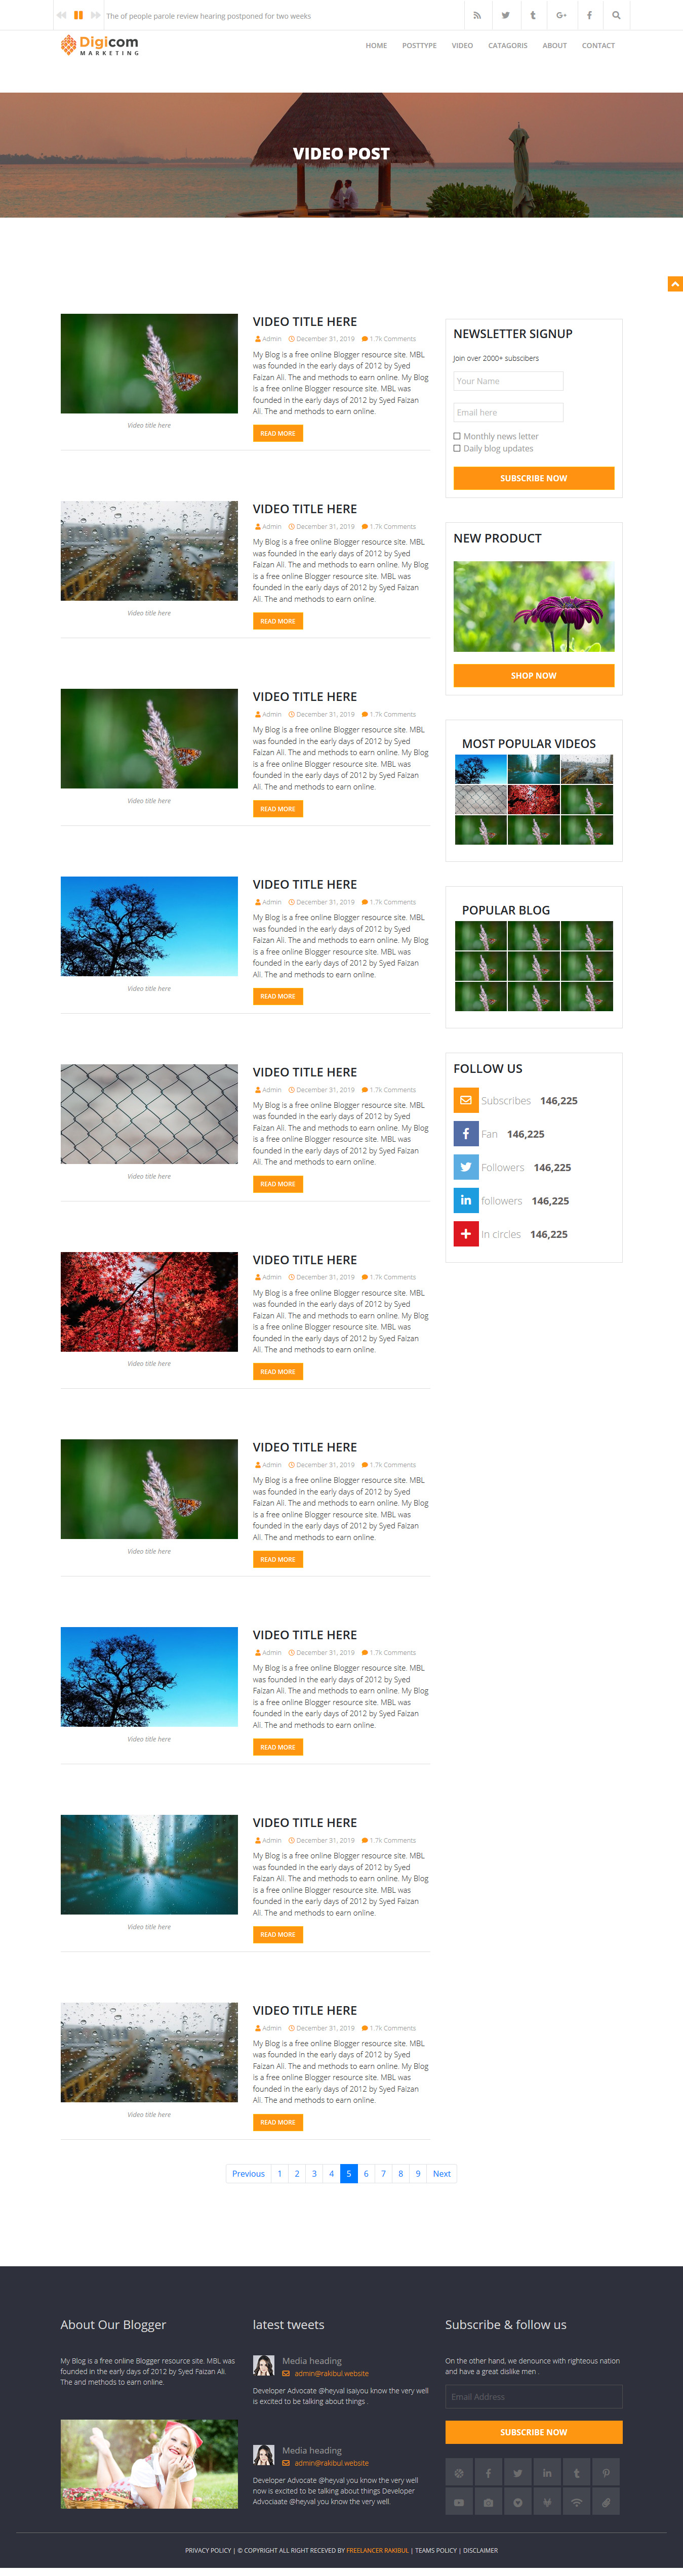 The of people parole review hearing postponed for two weeks
Digicom
MARKETING
HOME POSTTYPE VIDEO CATAGORIS ABOUT CONTACT
VIDEO POST
VIDEO TITLE HERE
Admin December 31, 2019 1.7k Comments
My Blog is a free online Blogger resource site. MBL
was founded in the early days of 2012 by Syed
Faizan Ali. The and methods to earn online. My Blog
is a free online Blogger resource site. MBL was
founded in the early days of 2012 by Syed Faizan
Ali. The and methods to earn online.
READ MORE
Video title here
VIDEO TITLE HERE
Admin December 31, 2019 1.7k Comments
My Blog is a free online Blogger resource site. MBL
was founded in the early days of 2012 by Syed
Faizan Ali. The and methods to earn online. My Blog
is a free online Blogger resource site. MBL was
founded in the early days of 2012 by Syed Faizan
Ali. The and methods to earn online.
READ MORE
Video title here
VIDEO TITLE HERE
Admin December 31, 2019 1.7k Comments
My Blog is a free online Blogger resource site. MBL
was founded in the early days of 2012 by Syed
Faizan Ali. The and methods to earn online. My Blog
is a free online Blogger resource site. MBL was
founded in the early days of 2012 by Syed Faizan
Ali. The and methods to earn online.
READ MORE
Video title here
VIDEO TITLE HERE
Admin December 31, 2019 1.7k Comments
My Blog is a free online Blogger resource site. MBL
was founded in the early days of 2012 by Syed
Faizan Ali. The and methods to earn online. My Blog
is a free online Blogger resource site. MBL was
founded in the early days of 2012 by Syed Faizan
Ali. The and methods to earn online.
READ MORE
Video title here
VIDEO TITLE HERE
Admin December 31, 2019 1.7k Comments
My Blog is a free online Blogger resource site. MBL
was founded in the early days of 2012 by Syed
Faizan Ali. The and methods to earn online. My Blog
is a free online Blogger resource site. MBL was
founded in the early days of 2012 by Syed Faizan
Ali. The and methods to earn online.
READ MORE
Video title here
VIDEO TITLE HERE
Admin December 31, 2019 1.7k Comments
My Blog is a free online Blogger resource site. MBL
was founded in the early days of 2012 by Syed
Faizan Ali. The and methods to earn online. My Blog
is a free online Blogger resource site. MBL was
founded in the early days of 2012 by Syed Faizan
Ali. The and methods to earn online.
READ MORE
Video title here
VIDEO TITLE HERE
Admin December 31, 2019 1.7k Comments
My Blog is a free online Blogger resource site. MBL
was founded in the early days of 2012 by Syed
Faizan Ali. The and methods to earn online. My Blog
is a free online Blogger resource site. MBL was
founded in the early days of 2012 by Syed Faizan
Ali. The and methods to earn online.
READ MORE
Video title here
VIDEO TITLE HERE
Admin December 31, 2019 1.7k Comments
My Blog is a free online Blogger resource site. MBL
was founded in the early days of 2012 by Syed
Faizan Ali. The and methods to earn online. My Blog
is a free online Blogger resource site. MBL was
founded in the early days of 2012 by Syed Faizan
Ali. The and methods to earn online.
READ MORE
Video title here
VIDEO TITLE HERE
Admin December 31, 2019 1.7k Comments
My Blog is a free online Blogger resource site. MBL
was founded in the early days of 2012 by Syed
Faizan Ali. The and methods to earn online. My Blog
is a free online Blogger resource site. MBL was
founded in the early days of 2012 by Syed Faizan
Ali. The and methods to earn online.
READ MORE
Video title here
VIDEO TITLE HERE
Admin December 31, 2019 1.7k Comments
My Blog is a free online Blogger resource site. MBL
was founded in the early days of 2012 by Syed
Faizan Ali. The and methods to earn online. My Blog
is a free online Blogger resource site. MBL was
founded in the early days of 2012 by Syed Faizan
Ali. The and methods to earn online.
READ MORE
Video title here
NEWSLETTER SIGNUP
Join over 2000+ subscibers
Your Name
Email here
Monthly news letter
Daily blog updates
SUBSCRIBE NOW
NEW PRODUCT
SHOP NOW
MOST POPULAR VIDEOS
POPULAR BLOG
FOLLOW US
Subscribes 146,225
Fan 146,225
Followers 146,225
followers 146,225
In circles 146,225
Previous 1 2 3 4 5 6 7 8 9 Next
About Our Blogger
My Blog is a free online Blogger resource site. MBL was
founded in the early days of 2012 by Syed Faizan Ali.
The and methods to earn online.
latest tweets
Media heading
admin@rakibul.website
Developer Advocate @heyval isaiyou know the very well
is excited to be talking about things .
Media heading
admin@rakibul.website
Developer Advocate @heyval you know the very well
now is excited to be talking about things Developer
Advociaate @heyval you know the very well.
Subscribe & follow us
On the other hand, we denounce with righteous nation
and have a great dislike men .
Email Address
SUBSCRIBE NOW
PRIVACY POLICY | © COPYRIGHT ALL RIGHT RECEVED BY FREELANCER RAKIBUL | TEAMS POLICY | DISCLAIMER